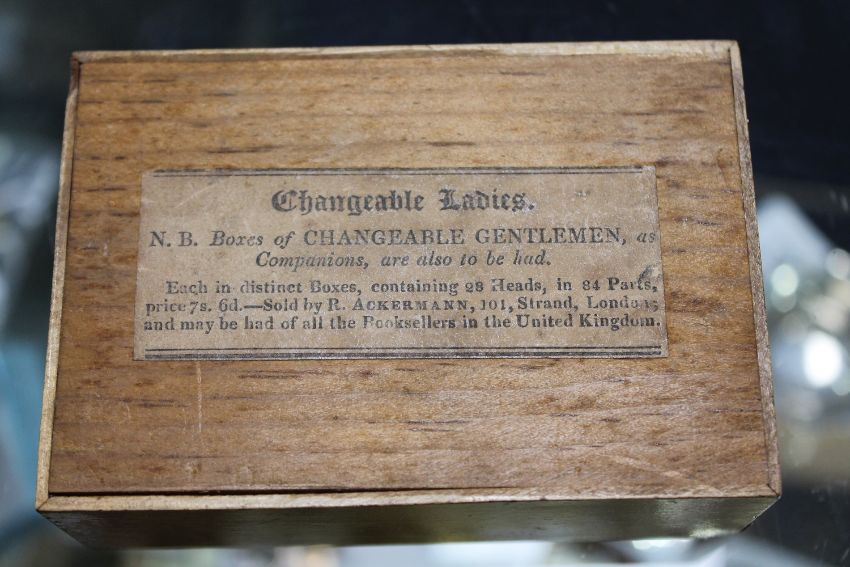 Changeable Ladies.
N. B. Boxes of CHANGEABLE GENTLEMEN, as
Companions, are also to be had.
Each in distinct Boxes, containing 28 Heads, in 84 Parts,
price 7s. 6d.—Sold by R. ACKERMANN, 101, Strand, London;
and may be had of all the Booksellers in the United Kingdom.